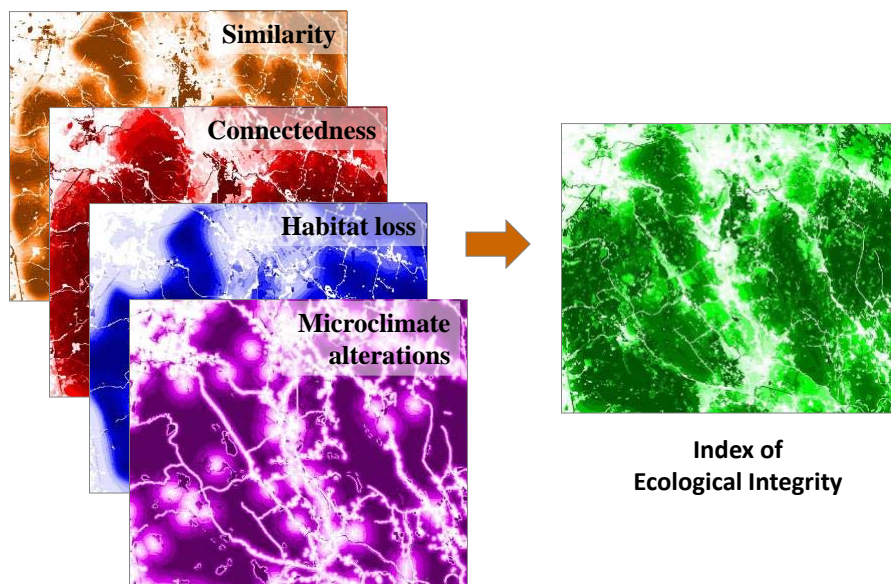 Similarity
Connectedness
Habitat loss
Microclimate
alterations
Index of
Ecological Integrity